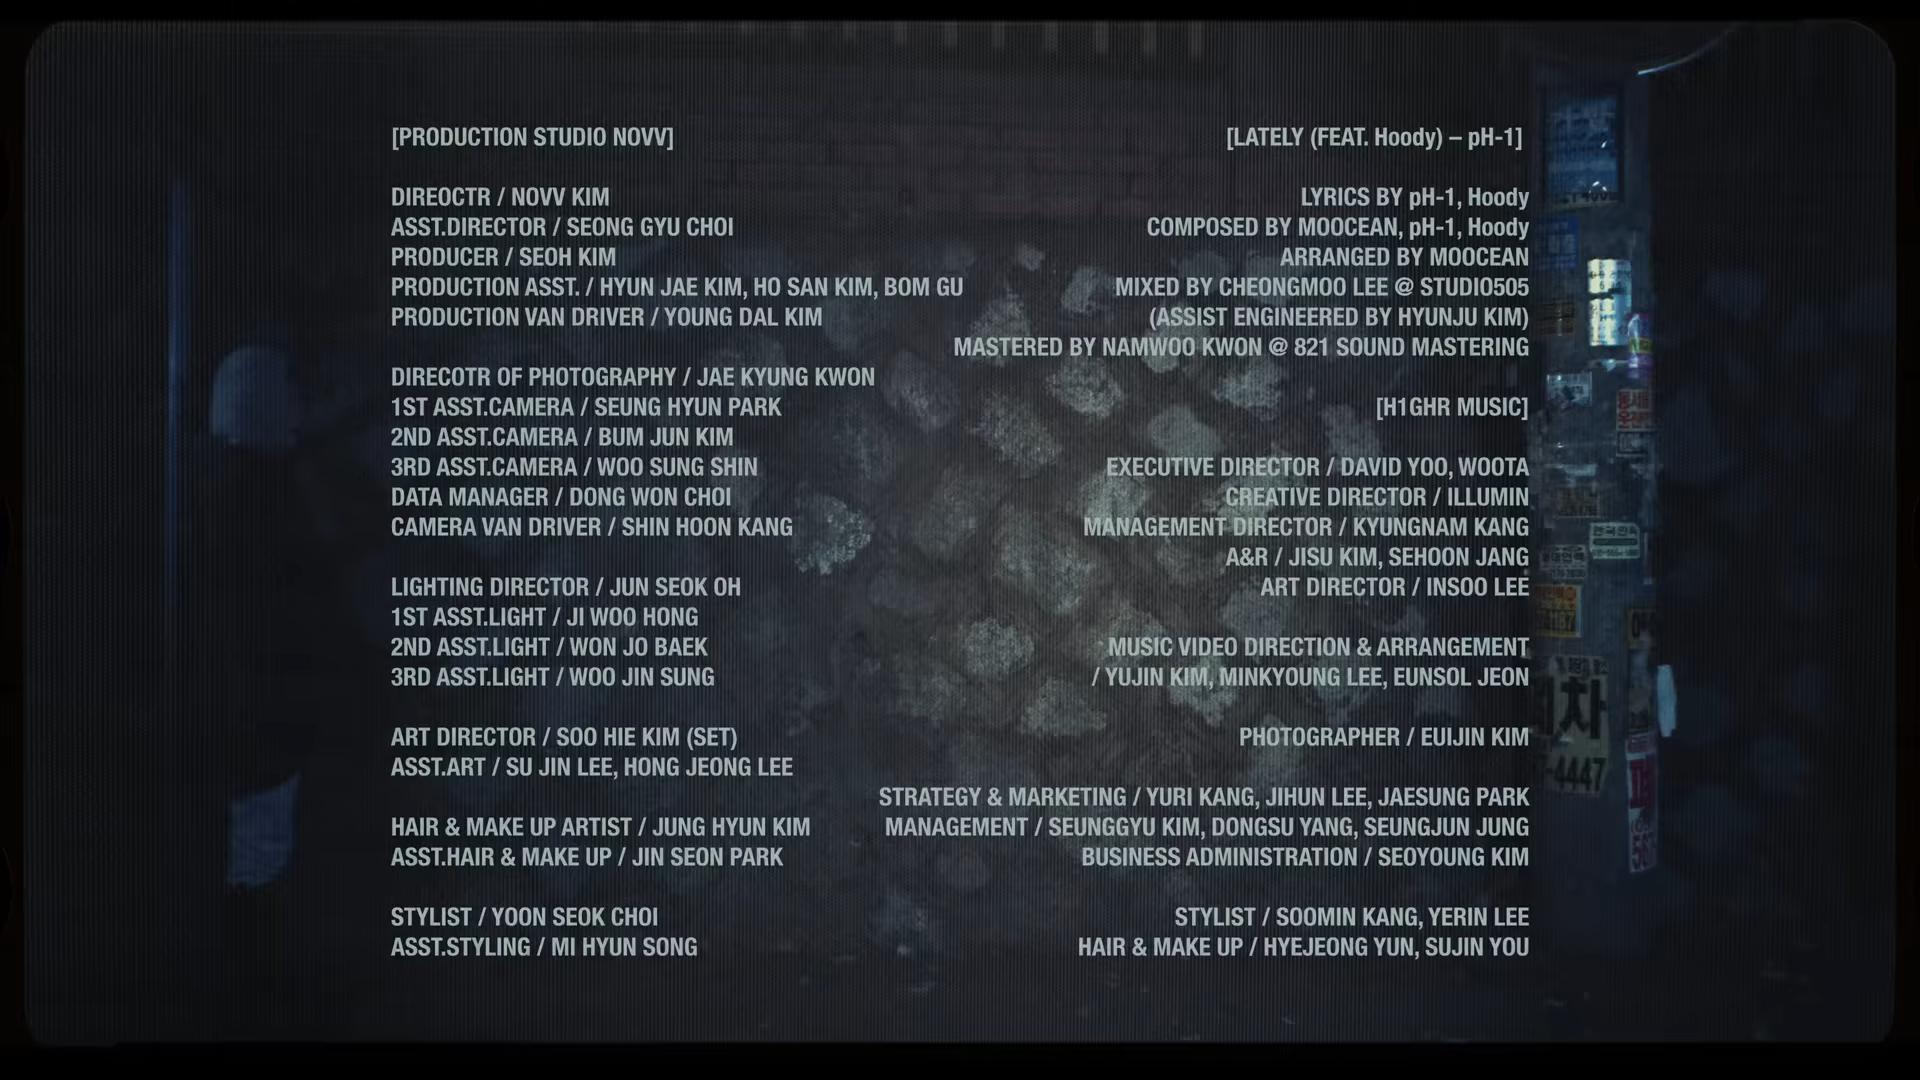 [PRODUCTION STUDIO NOVV]
DIREOCTR / NOVV KIM
ASST.DIRECTOR / SEONG GYU CHOI
PRODUCER / SEOH KIM
PRODUCTION ASST. / HYUN JAE KIM, HO SAN KIM, BOM GU
PRODUCTION VAN DRIVER / YOUNG DAL KIM
DIRECOTR OF PHOTOGRAPHY / JAE KYUNG KWON
1ST ASST.CAMERA / SEUNG HYUN PARK
2ND ASST.CAMERA / BUM JUN KIM
3RD ASST.CAMERA / WOO SUNG SHIN
DATA MANAGER / DONG WON CHOI
CAMERA VAN DRIVER / SHIN HOON KANG
LIGHTING DIRECTOR / JUN SEOK OH
1ST ASST.LIGHT / JI WOO HONG
2ND ASST.LIGHT / WON JO BAEK
3RD ASST.LIGHT / WOO JIN SUNG
ART DIRECTOR / SOO HIE KIM (SET)
ASST.ART / SU JIN LEE, HONG JEONG LEE
HAIR & MAKE UP ARTIST / JUNG HYUN KIM
ASST.HAIR & MAKE UP / JIN SEON PARK
STYLIST / YOON SEOK CHOI
ASST.STYLING / MI HYUN SONG
[LATELY (FEAT. Hoody) – pH-1]
LYRICS BY pH-1, Hoody
COMPOSED BY MOOCEAN, pH-1, Hoody
ARRANGED BY MOOCEAN
MIXED BY CHEONGMOO LEE @ STUDIO505
(ASSIST ENGINEERED BY HYUNJU KIM)
MASTERED BY NAMWOO KWON @ 821 SOUND MASTERING
[H1GHR MUSIC]
EXECUTIVE DIRECTOR / DAVID YOO, WOOTA
CREATIVE DIRECTOR / ILLUMIN
MANAGEMENT DIRECTOR / KYUNGNAM KANG
A&R / JISU KIM, SEHOON JANG
ART DIRECTOR / INSOO LEE
MUSIC VIDEO DIRECTION & ARRANGEMENT
/ YUJIN KIM, MINKYOUNG LEE, EUNSOL JEON
PHOTOGRAPHER / EUIJIN KIM
STRATEGY & MARKETING / YURI KANG, JIHUN LEE, JAESUNG PARK
MANAGEMENT / SEUNGGYU KIM, DONGSU YANG, SEUNGJUN JUNG
BUSINESS ADMINISTRATION / SEOYOUNG KIM
STYLIST / SOOMIN KANG, YERIN LEE
HAIR & MAKE UP / HYEJEONG YUN, SUJIN YOU
차
-4447